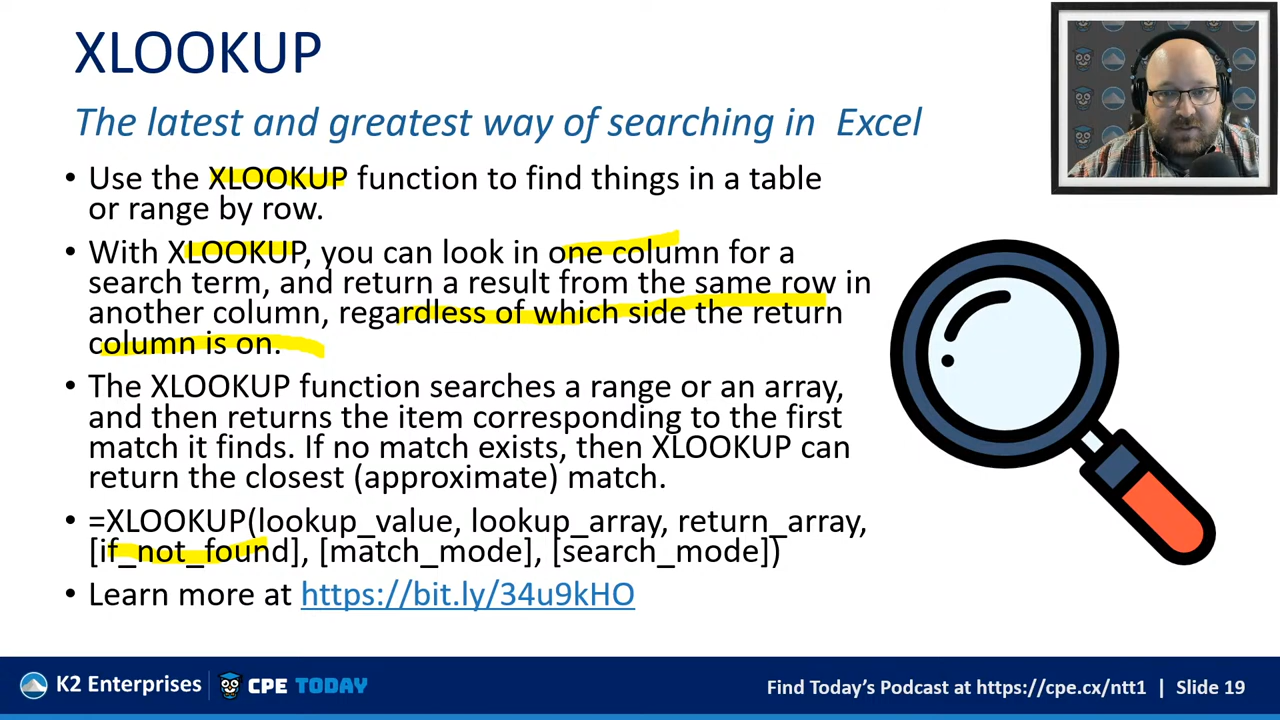 XLOOKUP
The latest and greatest way of searching in Excel
• Use the XLOOKUP function to find things in a table
or range by row.
• With XLOOKUP, you can look in one column for a
search term, and return a result from the same row in
another column, regardless of which side the return
column is on.
• The XLOOKUP function searches a range or an array,
and then returns the item corresponding to the first
match it finds. If no match exists, then XLOOKUP can
return the closest (approximate) match.
• =XLOOKUP(lookup_value, lookup_array, return_array,
[if_not_found], [match_mode], [search_mode])
• Learn more at https://bit.ly/34u9kHO
K2 Enterprises | CPE TODAY
Find Today's Podcast at https://cpe.cx/ntt1 | Slide 19